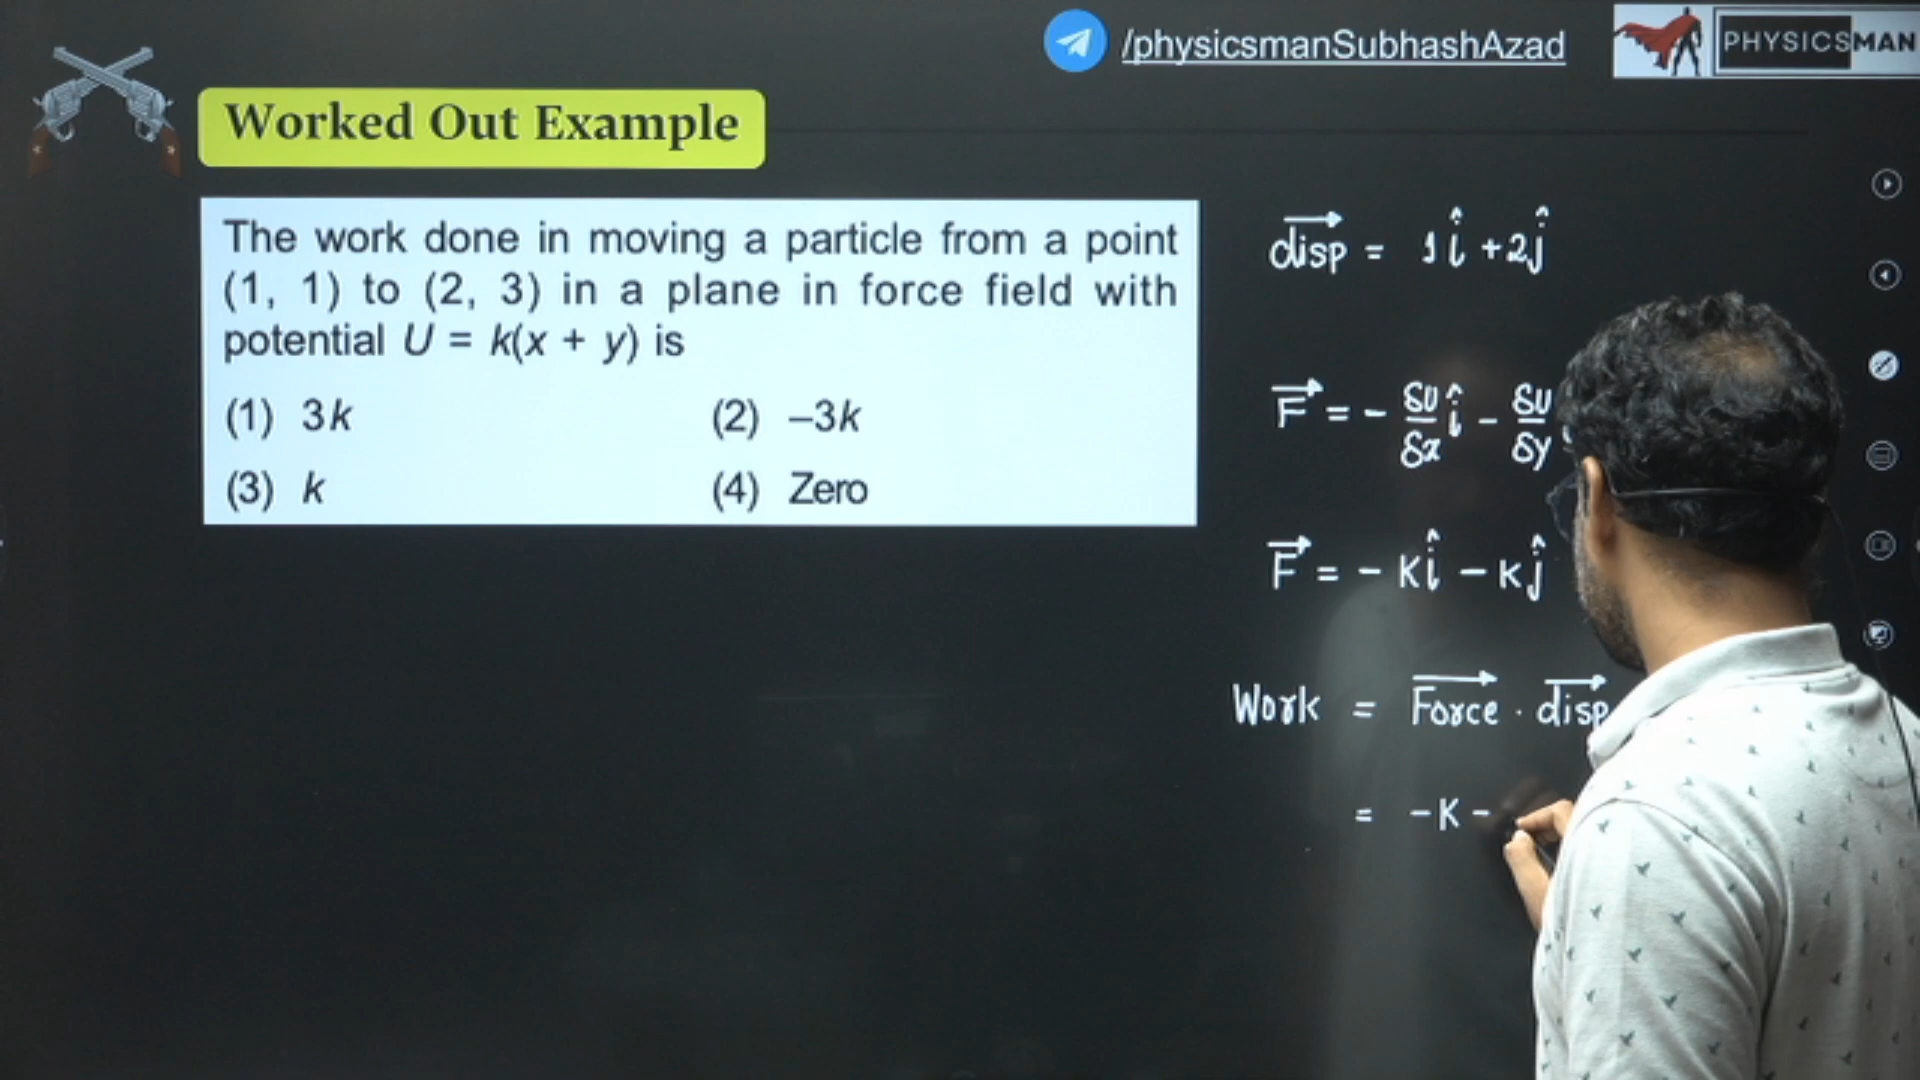 /physicsmanSubhashAzad
PHYSICSMAN
Worked Out Example
The work done in moving a particle from a point
(1, 1) to (2, 3) in a plane in force field with
potential U = k(x + y) is
(1) 3k
(2) –3k
(3) k
(4) Zero
disp = 1î + 2ĵ
F = - δU/δx î - δU/δy
F = - Kî - Kĵ
Work = Force . disp
= -K -